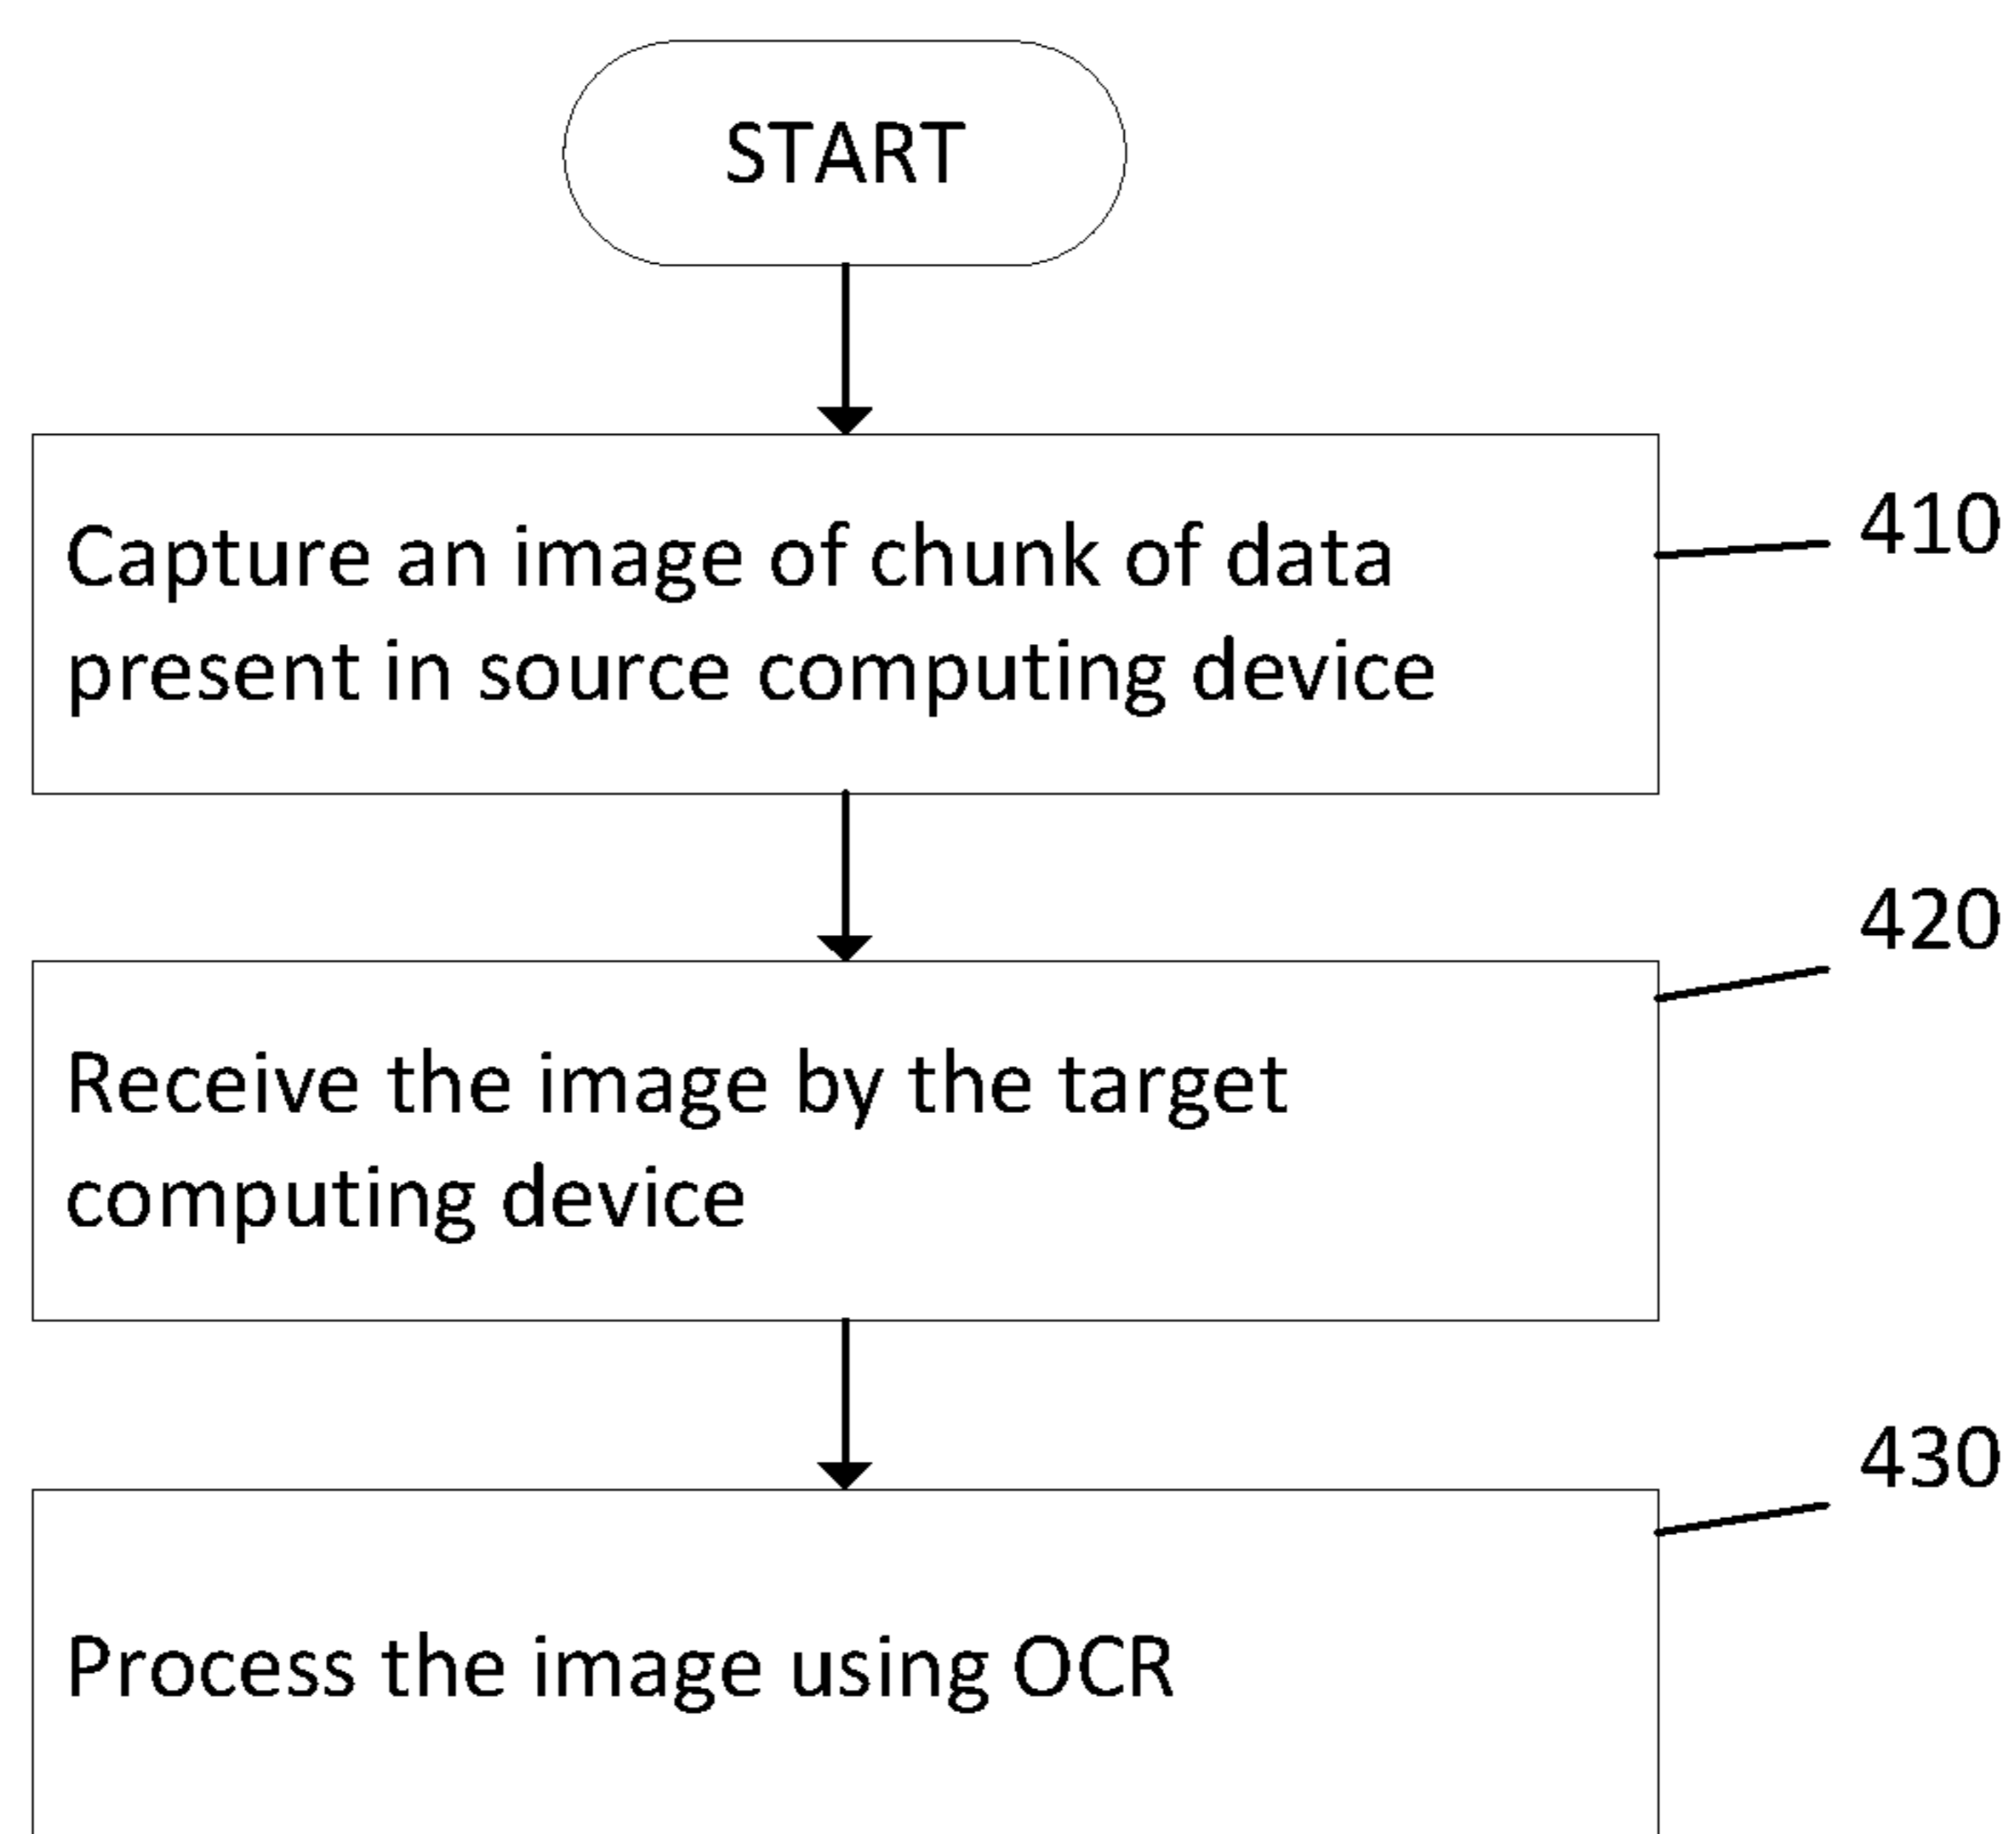 START
410
Capture an image of chunk of data
present in source computing device
420
Receive the image by the target
computing device
430
Process the image using OCR